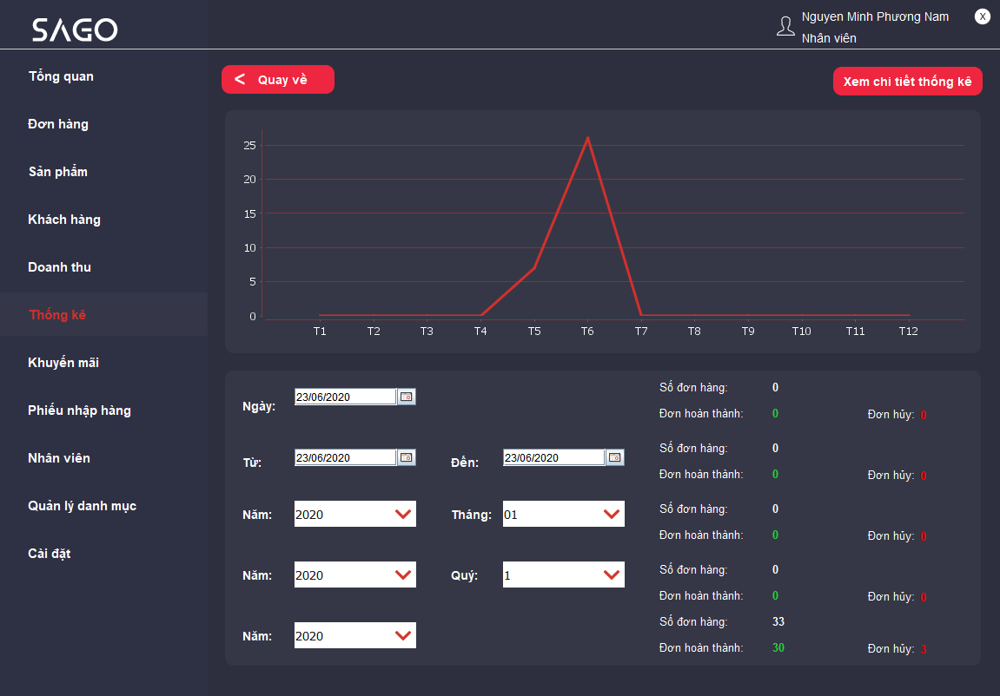 SAGO
Nguyen Minh Phương Nam
X
Nhân viên
Tổng quan
Đơn hàng
Sản phẩm
Khách hàng
Doanh thu
Thống kê
Khuyến mãi
Phiếu nhập hàng
Nhân viên
Quản lý danh mục
Cài đặt
< Quay về
Xem chi tiết thống kê
25
20
15
10
5
0
T1 T2 T3 T4 T5 T6 T7 T8 T9 T10 T11 T12
Ngày: 23/06/2020
Số đơn hàng: 0
Đơn hoàn thành: 0 Đơn hủy: 0
Từ: 23/06/2020 Đến: 23/06/2020
Số đơn hàng: 0
Đơn hoàn thành: 0 Đơn hủy: 0
Năm: 2020 Tháng: 01
Số đơn hàng: 0
Đơn hoàn thành: 0 Đơn hủy: 0
Năm: 2020 Quý: 1
Số đơn hàng: 0
Đơn hoàn thành: 0 Đơn hủy: 0
Năm: 2020
Số đơn hàng: 33
Đơn hoàn thành: 30 Đơn hủy: 3